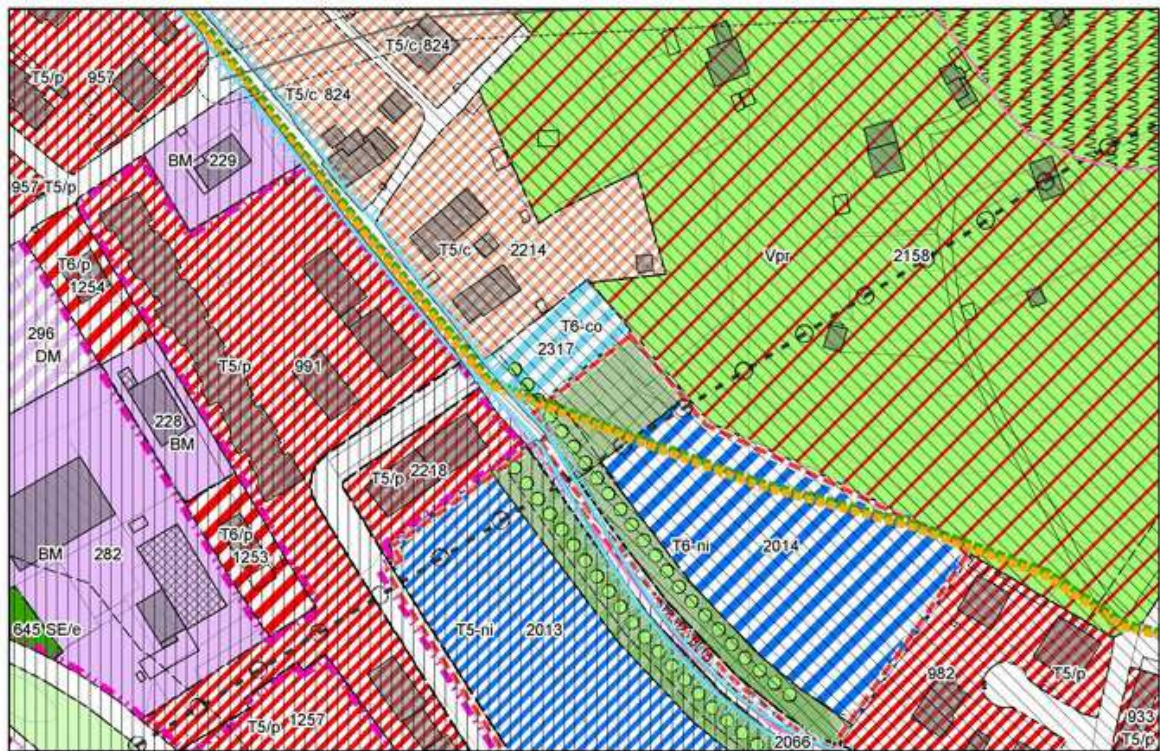 T5/c 824
T5/p 957
T5/c 824
BM 229
957 T5/p
T5/c 2214
Vpr 2158
T6/p
1254
296
DM
T6-co
2317
T5/p 991
228
BM
T5/p 2218
T6/p
1253
BM 282
T6-ni 2014
645 SE/e
T5-ni 2013
982 T5/p
T5/p 1257
933
T5/p
2066